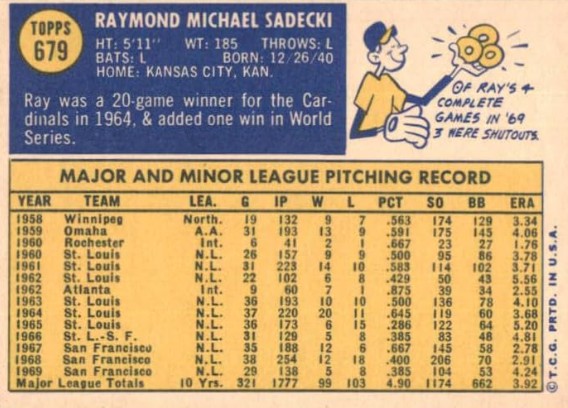 TOPPS
679
RAYMOND MICHAEL SADECKI
HT: 5'11" WT: 185 THROWS: L
BATS: L BORN: 12/26/40
HOME: KANSAS CITY, KAN.
Ray was a 20-game winner for the Car-
dinals in 1964, & added one win in World
Series.
OF RAY'S 4
COMPLETE
GAMES IN '69
3 WERE SHUTOUTS.
MAJOR AND MINOR LEAGUE PITCHING RECORD
YEAR TEAM LEA. G IP W L PCT SO BB ERA
1958 Winnipeg North. 19 132 9 7 .563 174 129 3.34
1959 Omaha A.A. 31 193 13 9 .591 175 145 4.06
1960 Rochester Int. 6 41 2 1 .667 23 27 1.76
1960 St. Louis N.L. 26 157 9 9 .500 95 86 3.78
1961 St. Louis N.L. 31 223 14 10 .583 114 102 3.71
1962 St. Louis N.L. 22 102 6 8 .429 50 43 5.56
1962 Atlanta Int. 9 60 7 1 .875 39 34 2.55
1963 St. Louis N.L. 36 193 10 10 .500 136 78 4.10
1964 St. Louis N.L. 37 220 20 11 .645 119 60 3.68
1965 St. Louis N.L. 36 173 6 15 .286 122 64 5.20
1966 St. L.-S. F. N.L. 31 129 5 8 .385 83 48 4.81
1967 San Francisco N.L. 35 188 12 6 .667 145 58 2.78
1968 San Francisco N.L. 38 254 12 18 .400 206 70 2.91
1969 San Francisco N.L. 29 138 5 8 .385 104 53 4.24
Major League Totals 10 Yrs. 321 1777 99 103 4.90 1174 662 3.92
© T.C.G. PRTD. IN U.S.A.